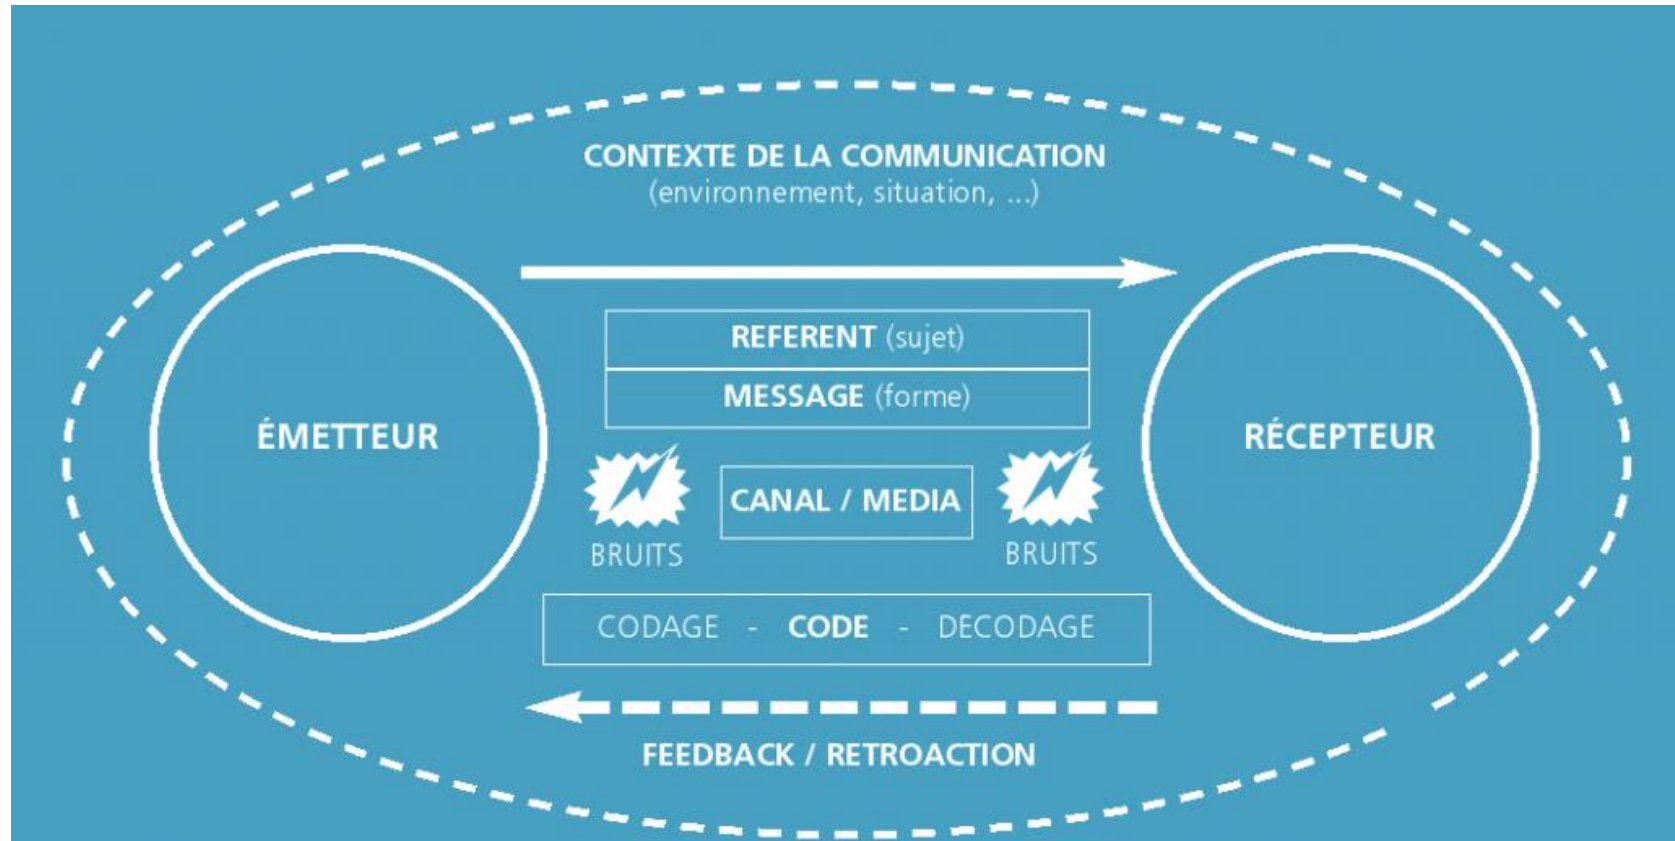 CONTEXTE DE LA COMMUNICATION
(environnement, situation, ...)
REFERENT (sujet)
MESSAGE (forme)
ÉMETTEUR
RÉCEPTEUR
CANAL / MEDIA
BRUITS
BRUITS
CODAGE - CODE - DECODAGE
FEEDBACK / RETROACTION